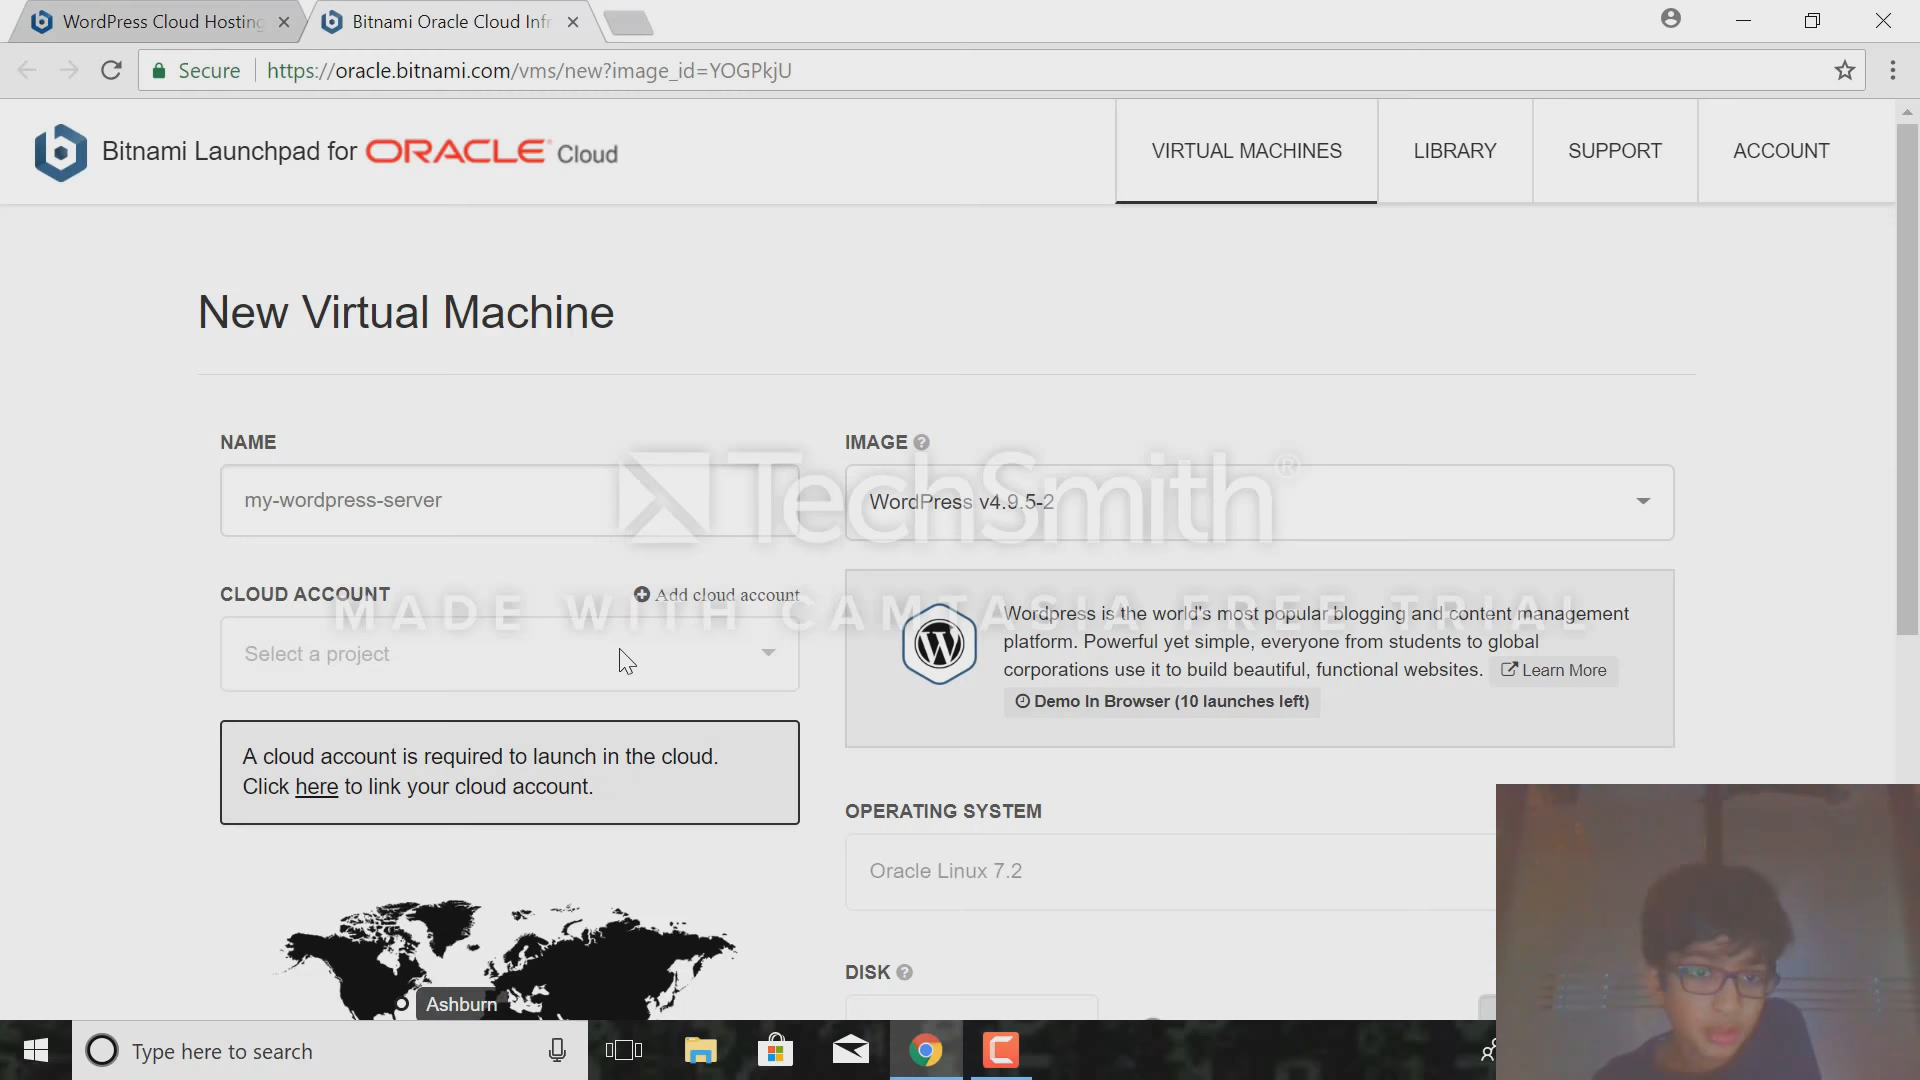 WordPress Cloud Hosting
Bitnami Oracle Cloud Infr
Secure
https://oracle.bitnami.com/vms/new?image_id=YOGPkjU
Bitnami Launchpad for ORACLE Cloud
VIRTUAL MACHINES
LIBRARY
SUPPORT
ACCOUNT
New Virtual Machine
NAME
my-wordpress-server
IMAGE ?
WordPress v4.9.5-2
TechSmith®
MADE WITH CAMTASIA FREE TRIAL
CLOUD ACCOUNT
Add cloud account
Select a project
A cloud account is required to launch in the cloud.
Click here to link your cloud account.
Wordpress is the world's most popular blogging and content management
platform. Powerful yet simple, everyone from students to global
corporations use it to build beautiful, functional websites. Learn More
Demo In Browser (10 launches left)
OPERATING SYSTEM
Oracle Linux 7.2
DISK ?
Ashburn
Type here to search